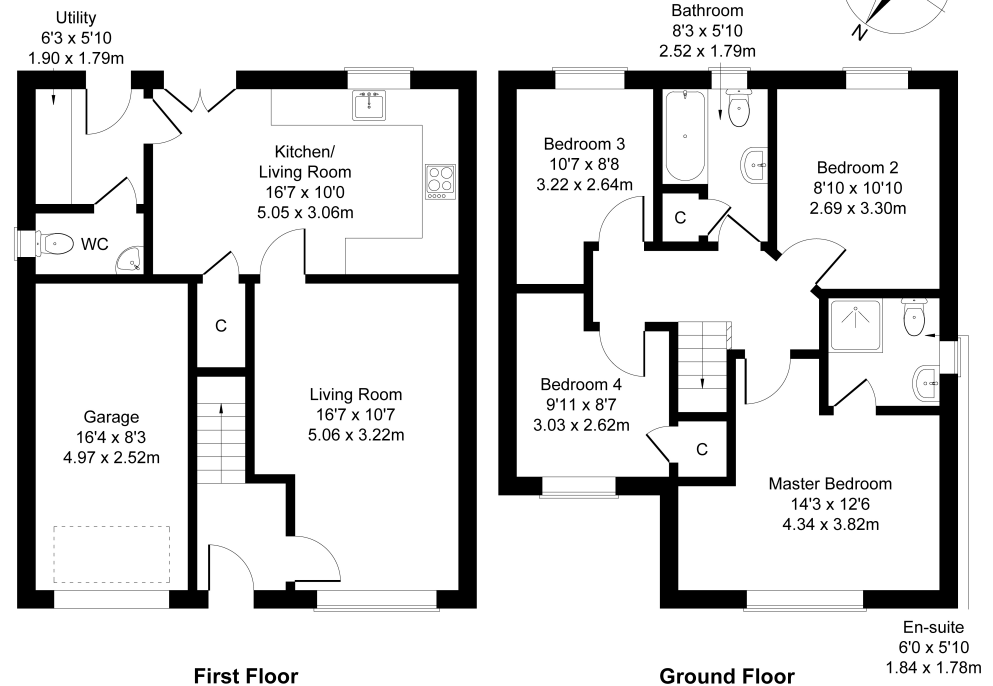 Utility
6'3 x 5'10
1.90 x 1.79m
Bathroom
8'3 x 5'10
2.52 x 1.79m
N
Kitchen/
Living Room
16'7 x 10'0
5.05 x 3.06m
WC
C
Living Room
16'7 x 10'7
5.06 x 3.22m
Garage
16'4 x 8'3
4.97 x 2.52m
Bedroom 3
10'7 x 8'8
3.22 x 2.64m
C
Bedroom 2
8'10 x 10'10
2.69 x 3.30m
Bedroom 4
9'11 x 8'7
3.03 x 2.62m
C
Master Bedroom
14'3 x 12'6
4.34 x 3.82m
En-suite
6'0 x 5'10
1.84 x 1.78m
First Floor
Ground Floor